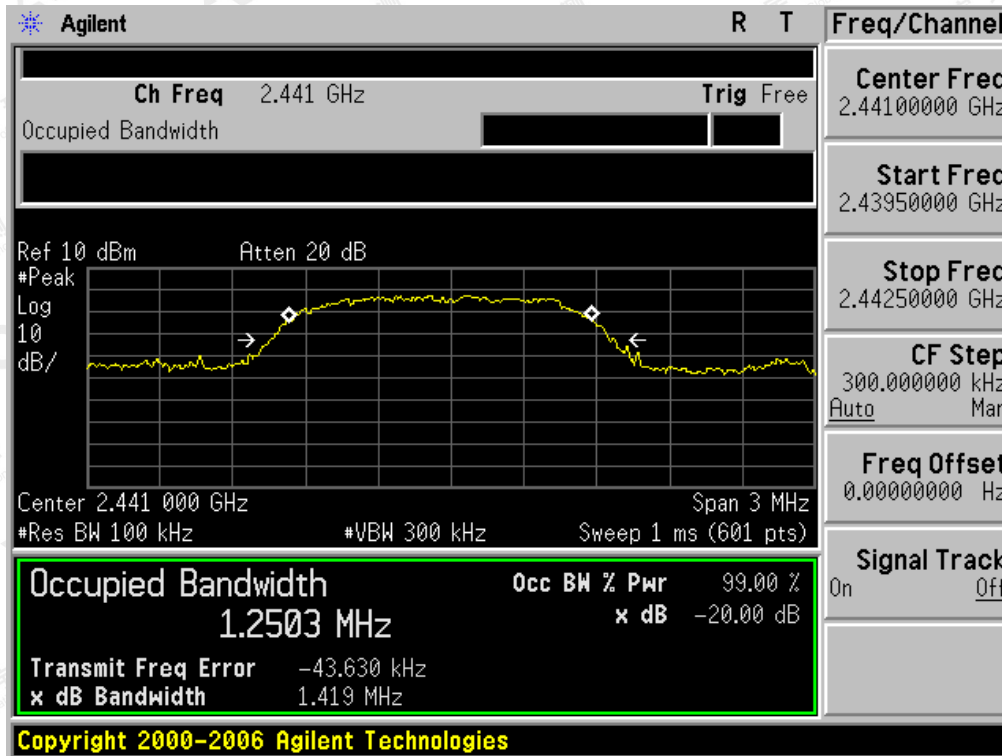 Agilent R T
Freq/Channel
Ch Freq 2.441 GHz Trig Free
Occupied Bandwidth
Center Freq
2.44100000 GHz
Start Freq
2.43950000 GHz
Stop Freq
2.44250000 GHz
CF Step
300.000000 kHz
Auto Man
Freq Offset
0.00000000 Hz
Signal Track
On Off
Ref 10 dBm Atten 20 dB
#Peak
Log
10
dB/
Center 2.441 000 GHz Span 3 MHz
#Res BW 100 kHz #VBW 300 kHz Sweep 1 ms (601 pts)
Occupied Bandwidth
1.2503 MHz
Occ BW % Pwr 99.00 %
x dB -20.00 dB
Transmit Freq Error -43.630 kHz
x dB Bandwidth 1.419 MHz
Copyright 2000-2006 Agilent Technologies